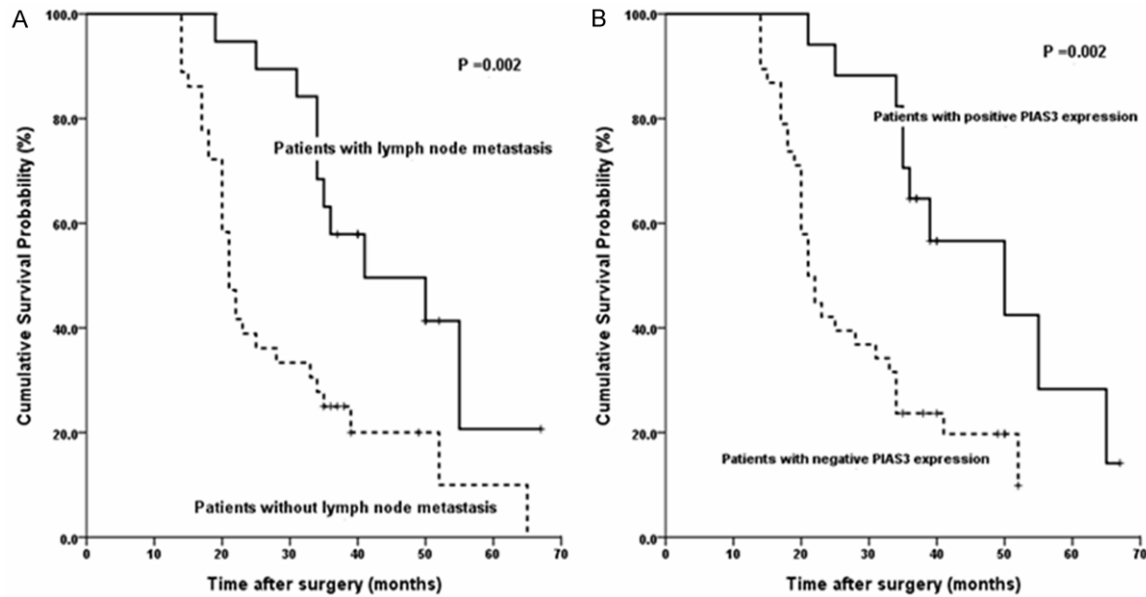 A
Cumulative Survival Probability (%)
100.0
80.0
60.0
40.0
20.0
0.0
P =0.002
Patients with lymph node metastasis
Patients without lymph node metastasis
0 10 20 30 40 50 60 70
Time after surgery (months)
B
Cumulative Survival Probability (%)
100.0
80.0
60.0
40.0
20.0
0.0
P =0.002
Patients with positive PIAS3 expression
Patients with negative PIAS3 expression
0 10 20 30 40 50 60 70
Time after surgery (months)